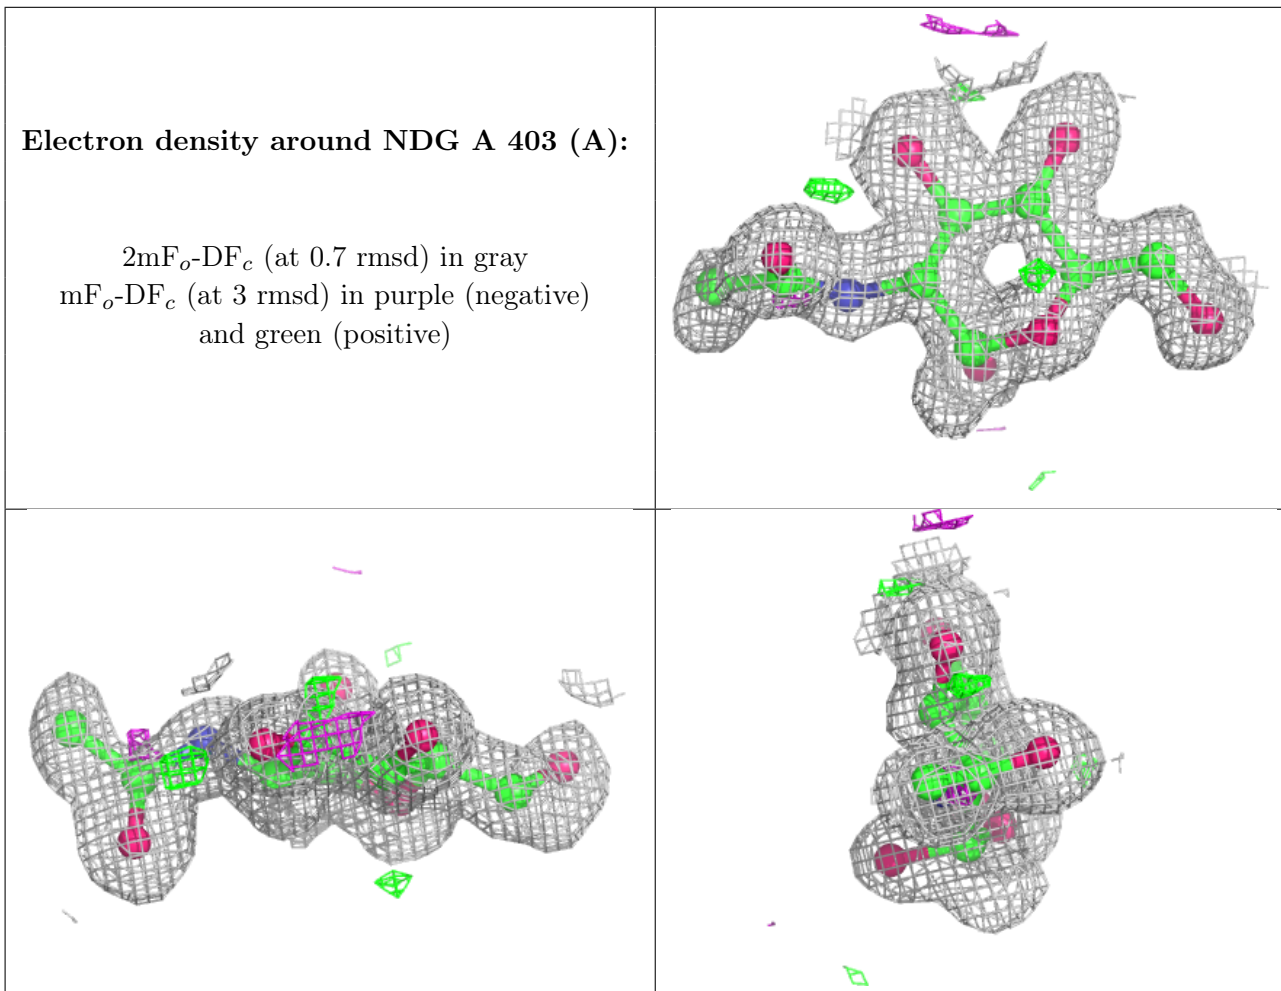 Electron density around NDG A 403 (A):
2mFₒ-DF𝒸 (at 0.7 rmsd) in gray
mFₒ-DF𝒸 (at 3 rmsd) in purple (negative)
and green (positive)